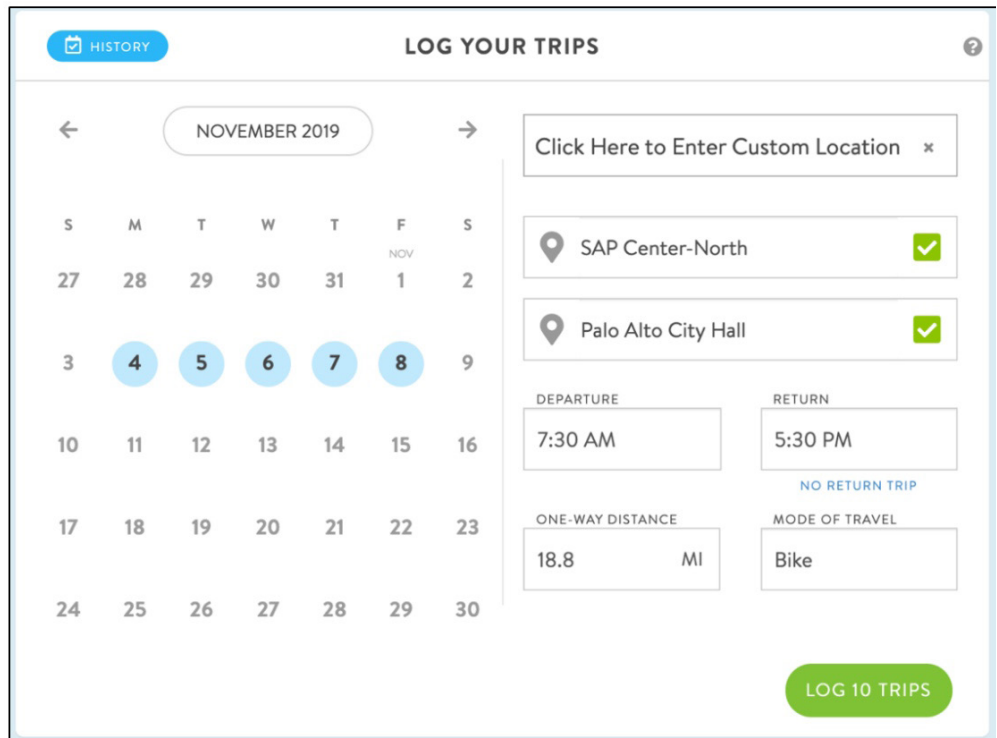 HISTORY
LOG YOUR TRIPS
?
NOVEMBER 2019
S M T W T F S
NOV
27 28 29 30 31 1 2
3 4 5 6 7 8 9
10 11 12 13 14 15 16
17 18 19 20 21 22 23
24 25 26 27 28 29 30
Click Here to Enter Custom Location ×
SAP Center-North
Palo Alto City Hall
DEPARTURE RETURN
7:30 AM 5:30 PM
NO RETURN TRIP
ONE-WAY DISTANCE MODE OF TRAVEL
18.8 MI Bike
LOG 10 TRIPS